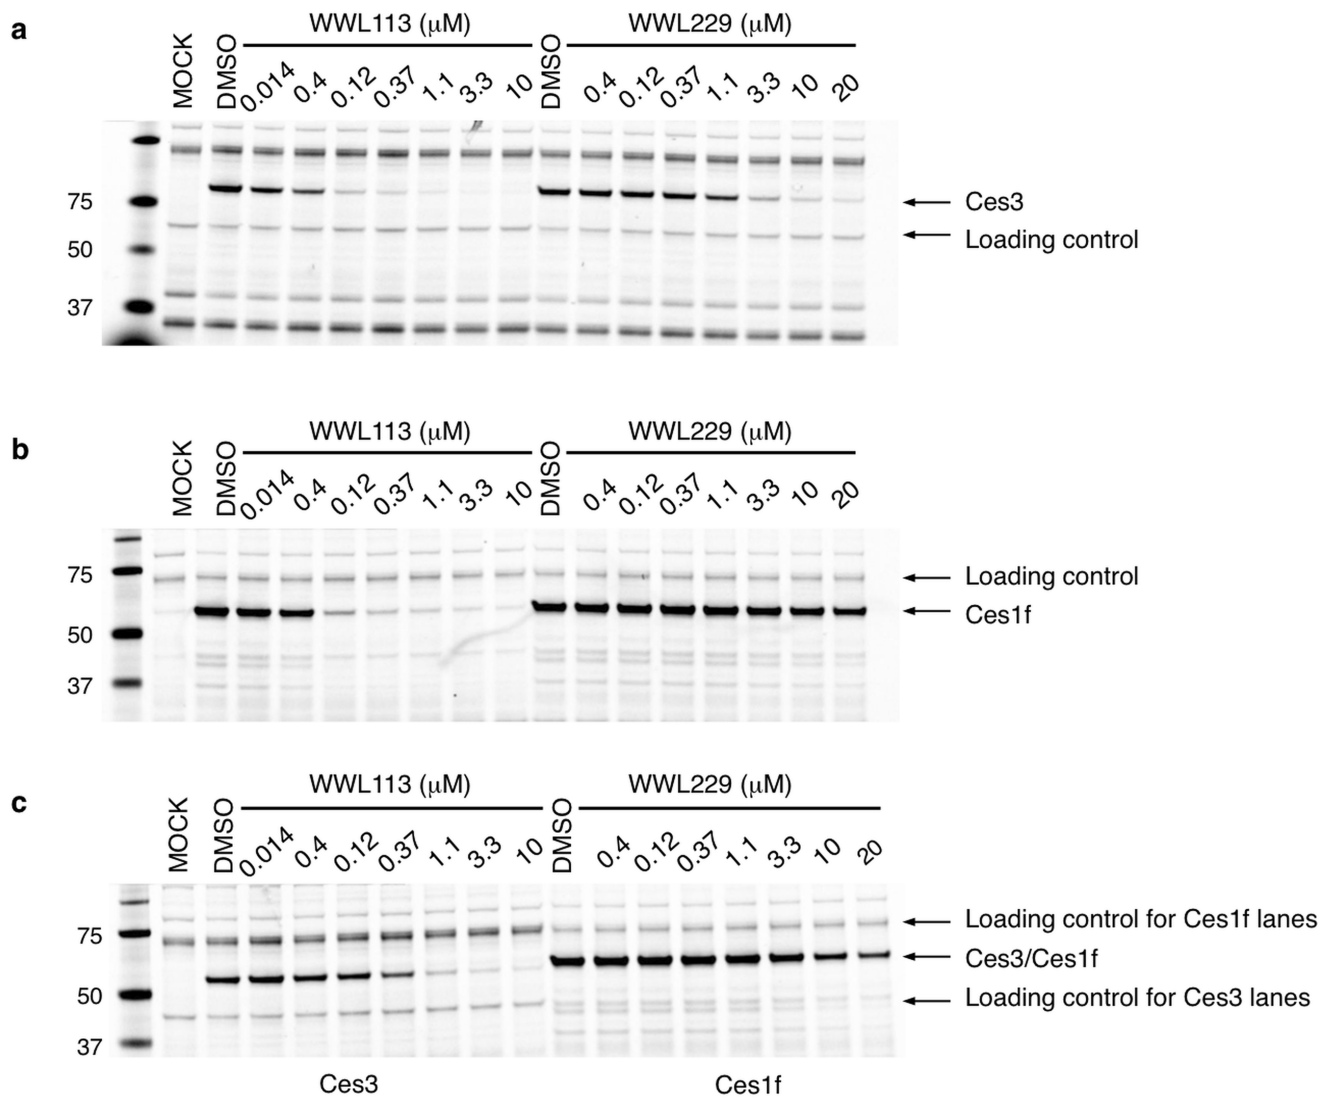 a
WWL113 (μM)
WWL229 (μM)
MOCK
DMSO
0.014
0.4
0.12
0.37
1.1
3.3
10
DMSO
0.4
0.12
0.37
1.1
3.3
10
20
75
50
37
Ces3
Loading control
b
WWL113 (μM)
WWL229 (μM)
MOCK
DMSO
0.014
0.4
0.12
0.37
1.1
3.3
10
DMSO
0.4
0.12
0.37
1.1
3.3
10
20
75
50
37
Loading control
Ces1f
c
WWL113 (μM)
WWL229 (μM)
MOCK
DMSO
0.014
0.4
0.12
0.37
1.1
3.3
10
DMSO
0.4
0.12
0.37
1.1
3.3
10
20
75
50
37
Loading control for Ces1f lanes
Ces3/Ces1f
Loading control for Ces3 lanes
Ces3
Ces1f